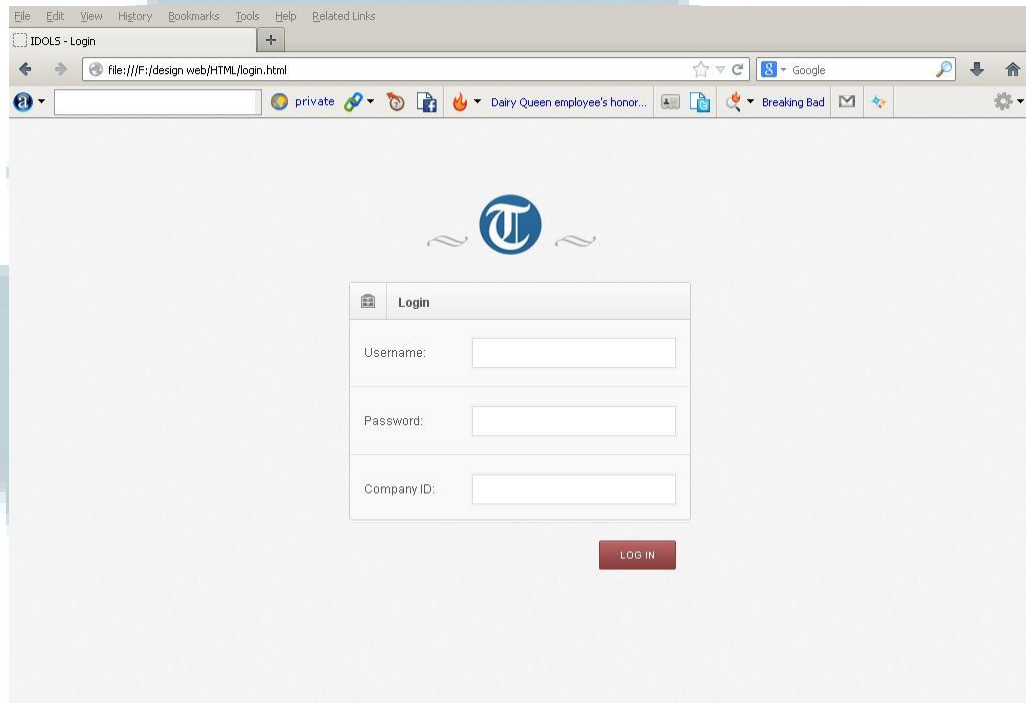 File Edit View History Bookmarks Tools Help Related Links
IDOLS - Login +
file:///F:/design web/HTML/login.html 8 Google
a private Dairy Queen employee's honor... Breaking Bad
T
Login
Username:
Password:
Company ID:
LOG IN